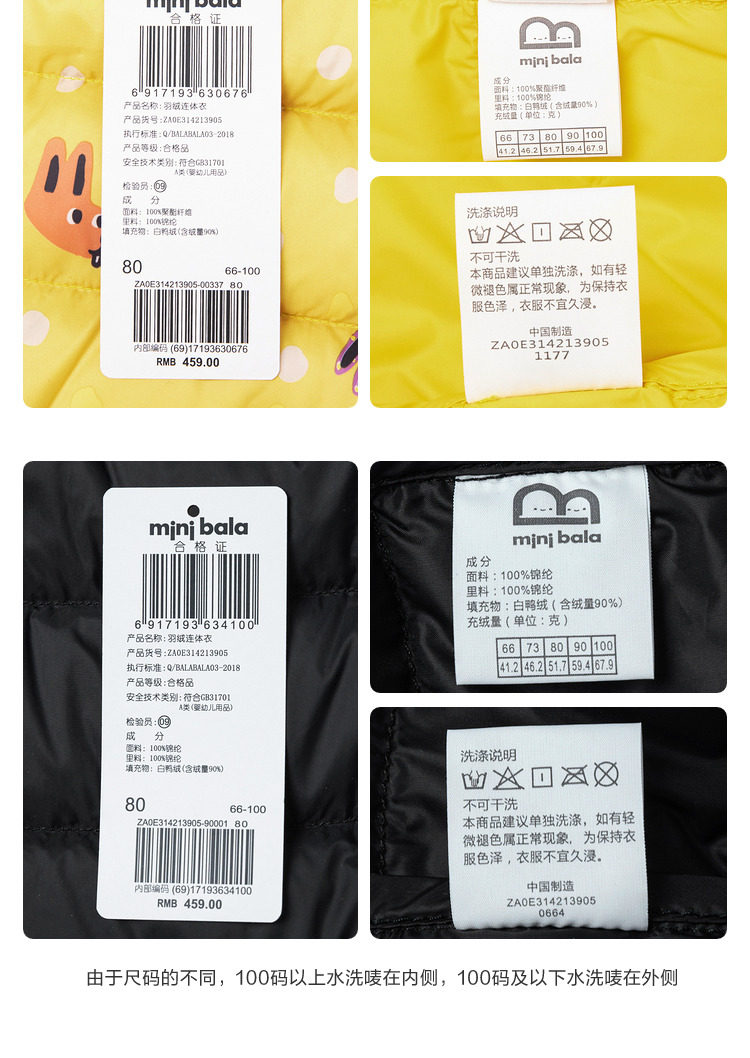 mini bala
合格证
6 917193 630676
产品名称: 羽绒连体衣
产品货号: ZA0E314213905
执行标准: Q/BALABALA03-2018
产品等级: 合格品
安全技术类别: 符合GB31701
A类(婴幼儿用品)
检验员: 09
成 分
面料: 100%聚酯纤维
里料: 100%锦纶
填充物: 白鸭绒(含绒量90%)
80 66-100
ZA0E314213905-00337 80
内部编码 (69)17193630676
RMB 459.00
mini bala
成分
面料：100%聚酯纤维
里料：100%锦纶
填充物：白鸭绒（含绒量90%）
充绒量（单位：克）
66 73 80 90 100
41.2 46.2 51.7 59.4 67.9
洗涤说明
不可干洗
本商品建议单独洗涤，如有轻
微褪色属正常现象，为保持衣
服色泽，衣服不宜久浸。
中国制造
ZA0E314213905
1177
mini bala
合格证
6 917193 634100
产品名称: 羽绒连体衣
产品货号: ZA0E314213905
执行标准: Q/BALABALA03-2018
产品等级: 合格品
安全技术类别: 符合GB31701
A类(婴幼儿用品)
检验员: 09
成 分
面料: 100%锦纶
里料: 100%锦纶
填充物: 白鸭绒(含绒量90%)
80 66-100
ZA0E314213905-90001 80
内部编码 (69)17193634100
RMB 459.00
mini bala
成分
面料：100%锦纶
里料：100%锦纶
填充物：白鸭绒（含绒量90%）
充绒量（单位：克）
66 73 80 90 100
41.2 46.2 51.7 59.4 67.9
洗涤说明
不可干洗
本商品建议单独洗涤，如有轻
微褪色属正常现象，为保持衣
服色泽，衣服不宜久浸。
中国制造
ZA0E314213905
0664
由于尺码的不同，100码以上水洗唛在内侧，100码及以下水洗唛在外侧